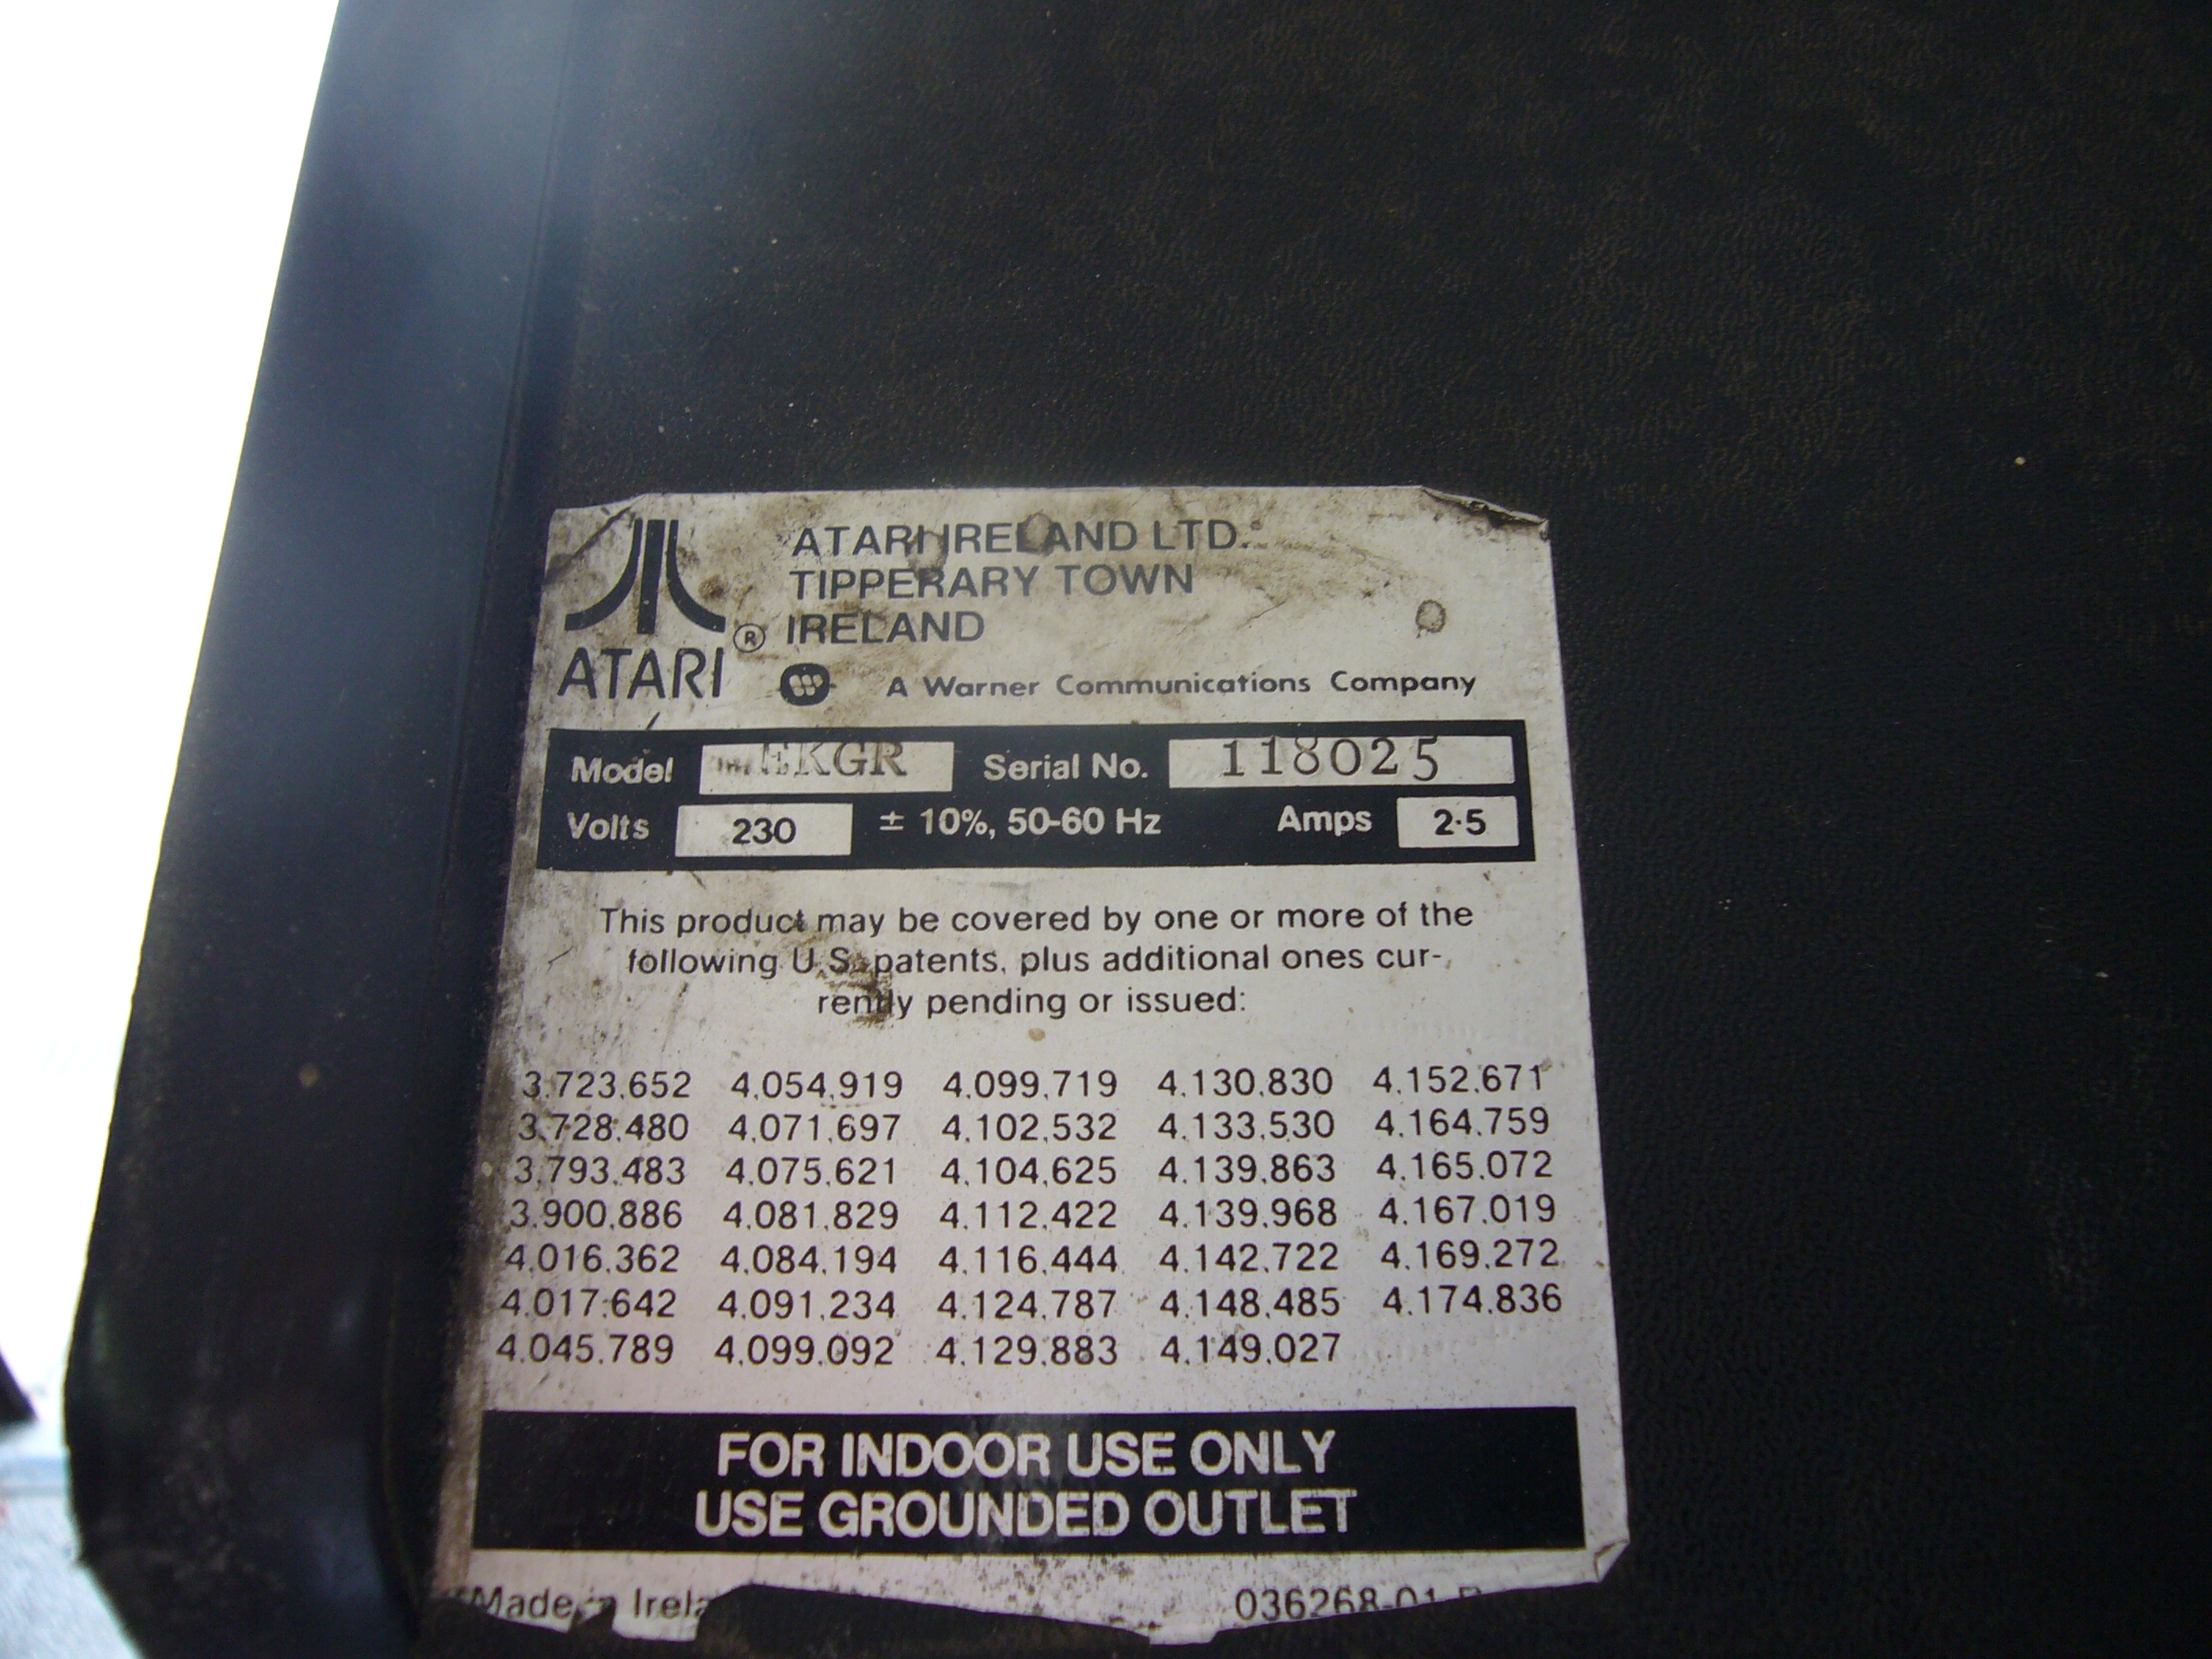 ATARI IRELAND LTD.
TIPPERARY TOWN
® IRELAND
ATARI
A Warner Communications Company
Model EKGR Serial No. 118025
Volts 230 ± 10%, 50-60 Hz Amps 2·5
This product may be covered by one or more of the
following U.S. patents, plus additional ones cur-
rently pending or issued:
3,723,652 4,054,919 4,099,719 4,130,830 4,152,671
3,728,480 4,071,697 4,102,532 4,133,530 4,164,759
3,793,483 4,075,621 4,104,625 4,139,863 4,165,072
3,900,886 4,081,829 4,112,422 4,139,968 4,167,019
4,016,362 4,084,194 4,116,444 4,142,722 4,169,272
4,017,642 4,091,234 4,124,787 4,148,485 4,174,836
4,045,789 4,099,092 4,129,883 4,149,027
FOR INDOOR USE ONLY
USE GROUNDED OUTLET
Made in Irela
036268-01